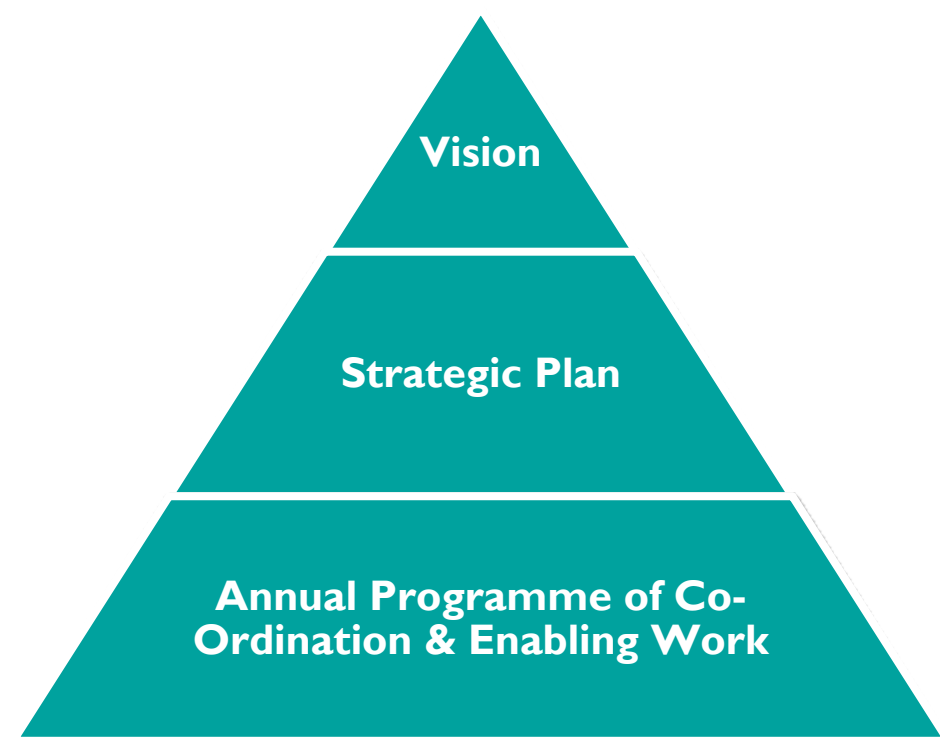 Vision
Strategic Plan
Annual Programme of Co-
Ordination & Enabling Work